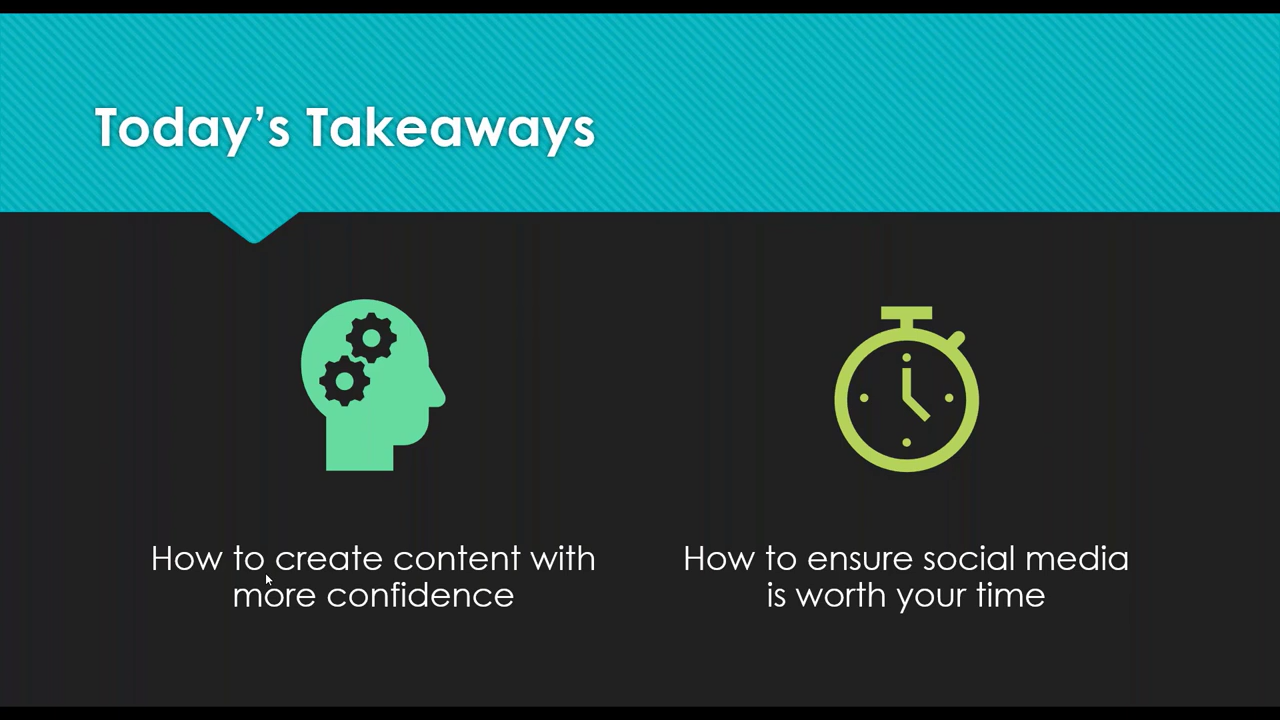 Today's Takeaways
How to create content with
more confidence
How to ensure social media
is worth your time